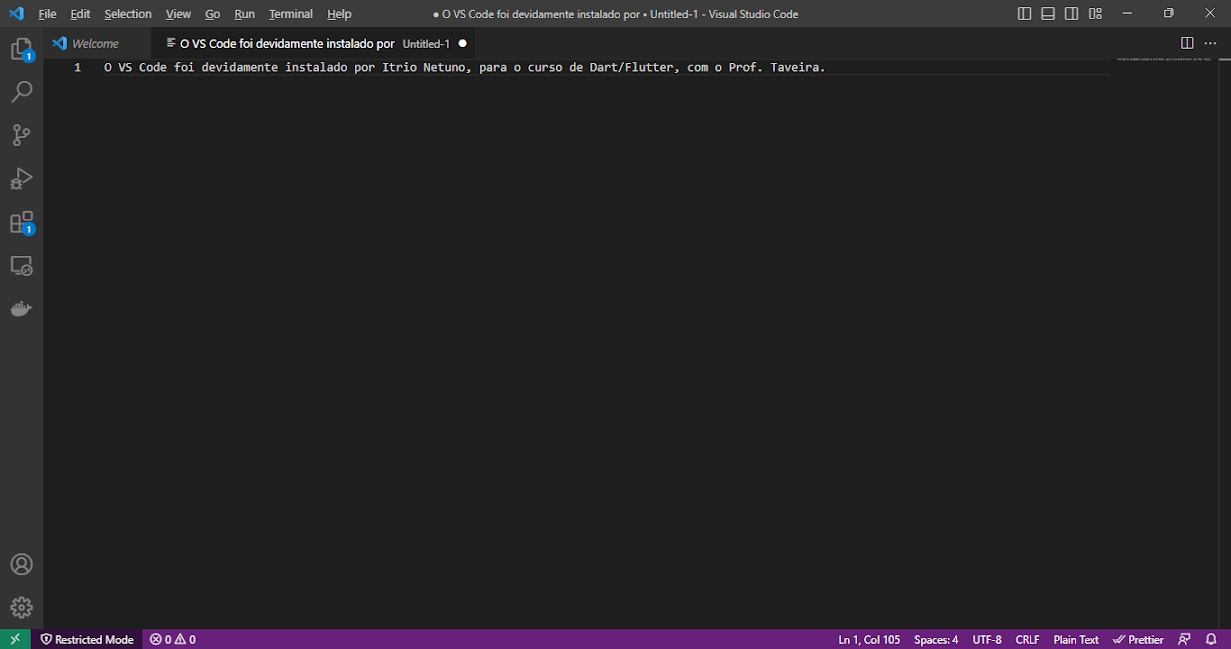 File Edit Selection View Go Run Terminal Help ● O VS Code foi devidamente instalado por • Untitled-1 - Visual Studio Code
Welcome O VS Code foi devidamente instalado por Untitled-1 ●
1 O VS Code foi devidamente instalado por Itrio Netuno, para o curso de Dart/Flutter, com o Prof. Taveira.
1
1
Restricted Mode 0 0 Ln 1, Col 105 Spaces: 4 UTF-8 CRLF Plain Text Prettier